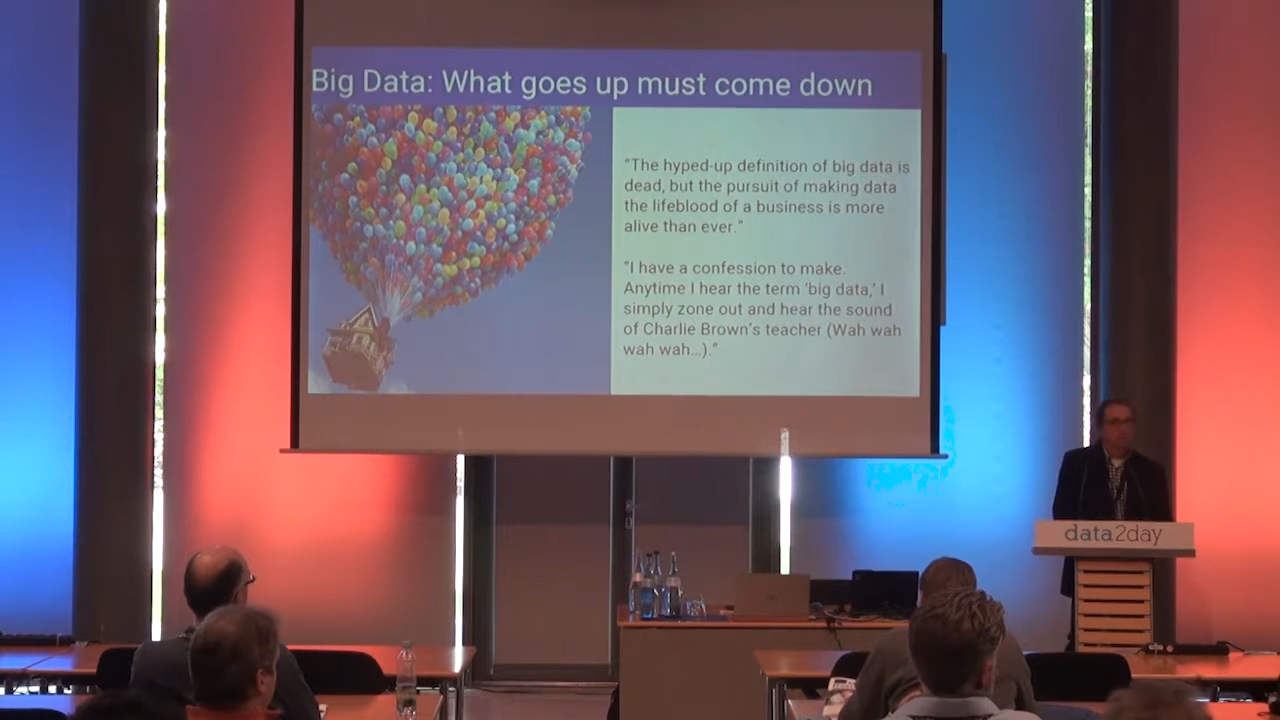 Big Data: What goes up must come down
“The hyped-up definition of big data is
dead, but the pursuit of making data
the lifeblood of a business is more
alive than ever.”
“I have a confession to make.
Anytime I hear the term ‘big data,’ I
simply zone out and hear the sound
of Charlie Brown’s teacher (Wah wah
wah wah...).”
data2day